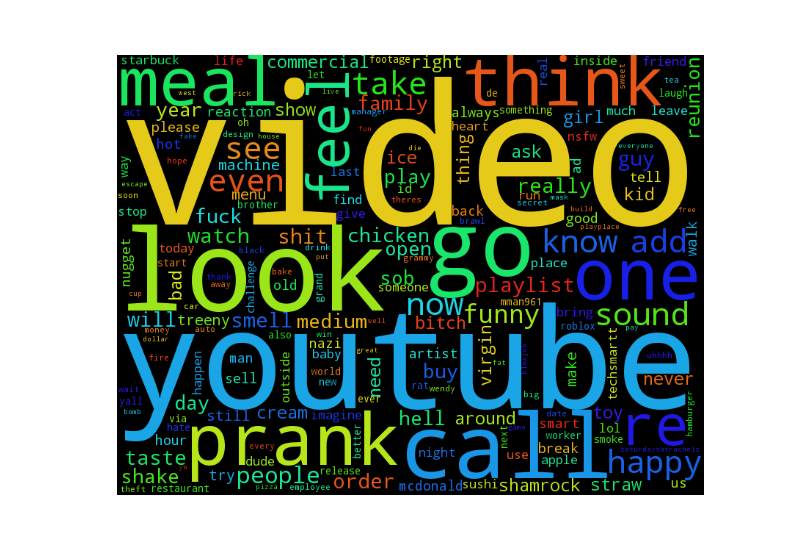 starbuck life commercial footage right real inside friend
let
meal feel think sweet tea laugh
west rick live take de reunion
act year reaction show family manager always something much leave
please oh heart girl
video
design house fun thing nsfw
hot see ice die ask everyone
way fake machine last play ad guy
hope even id really tell
escape menu find theres run secret mask kid
soon brother give back build
stop fuck brawl good playplace free
look go
watch shit chicken open know add walk
nugget today black drink grammy place
bad start challenge put sob one
thank bake someone playlist
away old grand
cup car now mman961 bring sound
will treeny smell medium funny
money auto also win well bitch roblox pay
dollar nazi virgin techsmartt uhhhh
youtube
fire happen man baby great artist fat make never
sell outside world need buy
wait new rat wendy big
yall day ever toy
bomb via still cream imagine hell around date re
hate prank better call next game smart lol hamburger
hour every worker
taste dude night use break smoke saturdaysatrachels
in apple happy
shake try people release order sushi shamrock straw us
theft restaurant pizza employee mcdonald